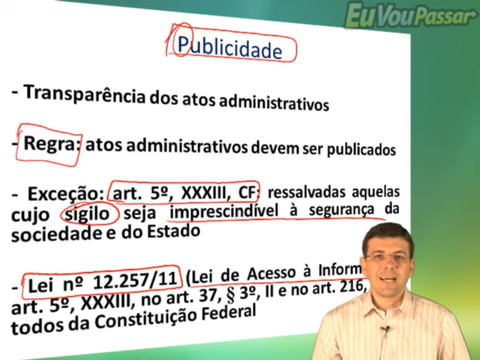 EuVouPassar
Publicidade
- Transparência dos atos administrativos
- Regra: atos administrativos devem ser publicados
- Exceção: art. 5º, XXXIII, CF: ressalvadas aquelas
cujo sigilo seja imprescindível à segurança da
sociedade e do Estado
- Lei nº 12.257/11 (Lei de Acesso à Inform
art. 5º, XXXIII, no art. 37, § 3º, II e no art. 216,
todos da Constituição Federal